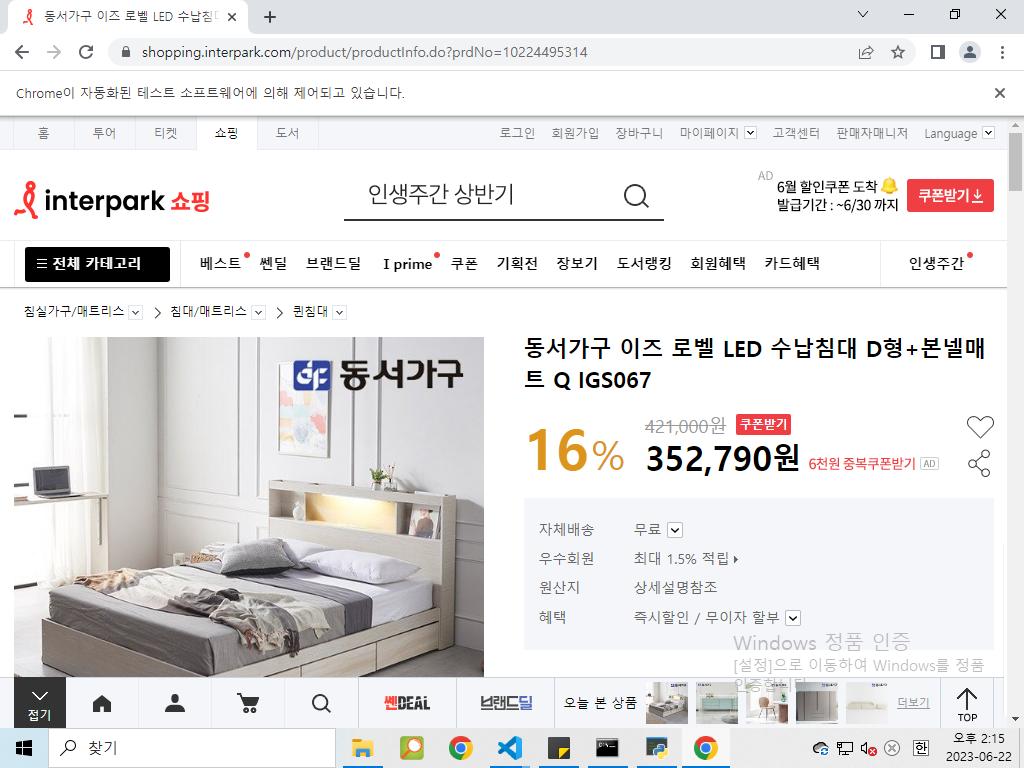 동서가구 이즈 로벨 LED 수납침대
shopping.interpark.com/product/productInfo.do?prdNo=10224495314
Chrome이 자동화된 테스트 소프트웨어에 의해 제어되고 있습니다.
홈 투어 티켓 쇼핑 도서 로그인 회원가입 장바구니 마이페이지 고객센터 판매자매니저 Language
AD
interpark 쇼핑
인생주간 상반기
6월 할인쿠폰 도착
발급기간 : ~6/30 까지
쿠폰받기
전체 카테고리 베스트 쎈딜 브랜드딜 I prime 쿠폰 기획전 장보기 도서랭킹 회원혜택 카드혜택 인생주간
침실가구/매트리스 침대/매트리스 퀸침대
동서가구
동서가구 이즈 로벨 LED 수납침대 D형+본넬매
트 Q IGS067
16%
421,000원 쿠폰받기
352,790원 6천원 중복쿠폰받기 AD
자체배송 무료
우수회원 최대 1.5% 적립
원산지 상세설명참조
혜택 즉시할인 / 무이자 할부
Windows 정품 인증
[설정]으로 이동하여 Windows를 정품
인증합니다.
접기
쎈DEAL
브랜드딜
오늘 본 상품
더보기
TOP
찾기
한
오후 2:15
2023-06-22